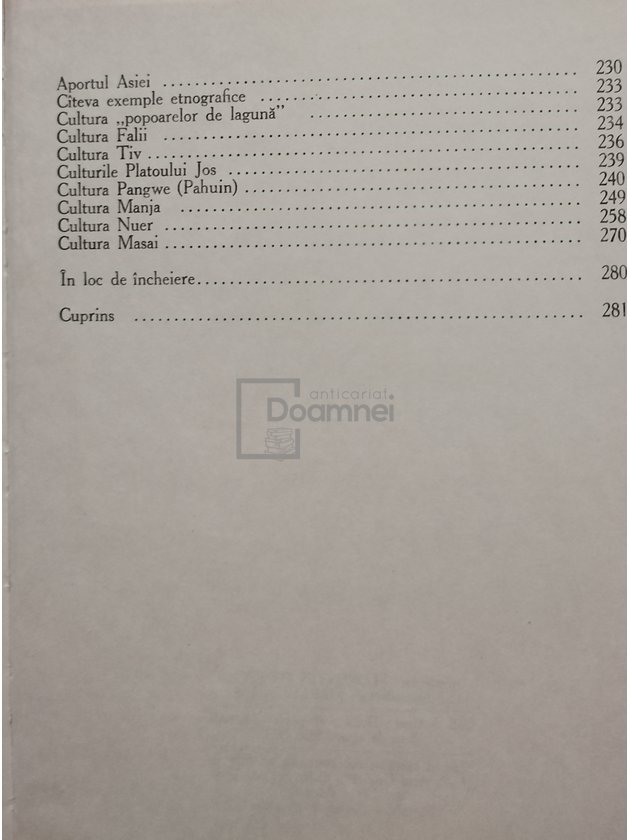 Aportul Asiei ........................................ 230
Cîteva exemple etnografice ........................................ 233
Cultura „popoarelor de lagună” ........................................ 233
Cultura Falii ........................................ 234
Cultura Tiv ........................................ 236
Culturile Platoului Jos ........................................ 239
Cultura Pangwe (Pahuin) ........................................ 240
Cultura Manja ........................................ 249
Cultura Nuer ........................................ 258
Cultura Masai ........................................ 270
În loc de încheiere ........................................ 280
Cuprins ........................................ 281
anticariat
Doamnei